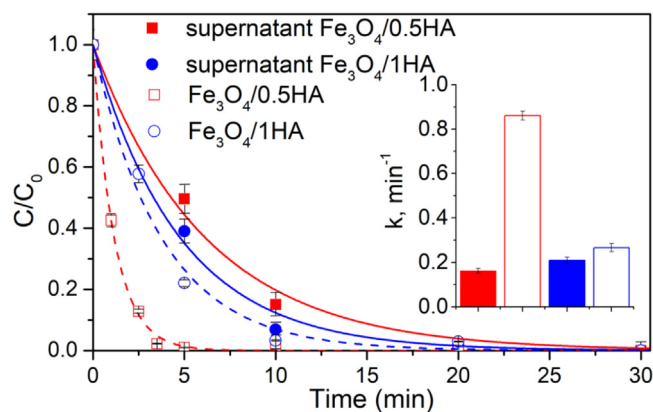 supernatant Fe₃O₄/0.5HA
supernatant Fe₃O₄/1HA
Fe₃O₄/0.5HA
Fe₃O₄/1HA
C/C₀
1.0
0.8
0.6
0.4
0.2
0.0
0 5 10 15 20 25 30
Time (min)
k, min⁻¹
1.0
0.8
0.6
0.4
0.2
0.0